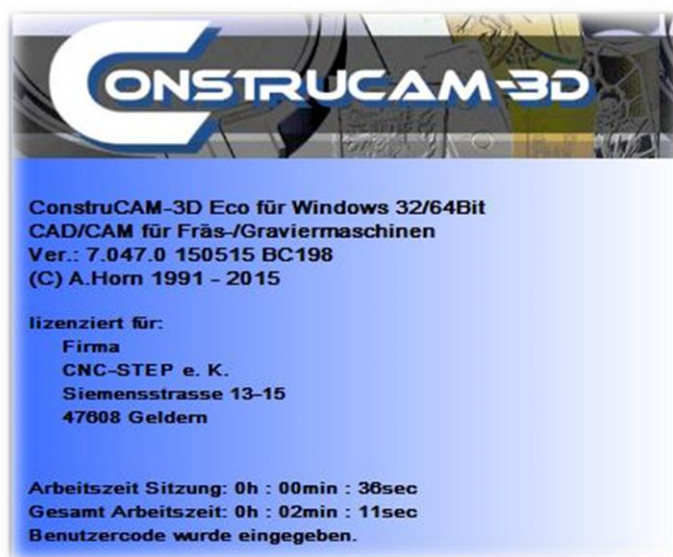 CONSTRUCAM-3D
ConstruCAM-3D Eco für Windows 32/64Bit
CAD/CAM für Fräs-/Graviermaschinen
Ver.: 7.047.0 150515 BC198
(C) A.Horn 1991 - 2015
lizenziert für:
Firma
CNC-STEP e. K.
Siemensstrasse 13-15
47608 Geldern
Arbeitszeit Sitzung: 0h : 00min : 36sec
Gesamt Arbeitszeit: 0h : 02min : 11sec
Benutzercode wurde eingegeben.